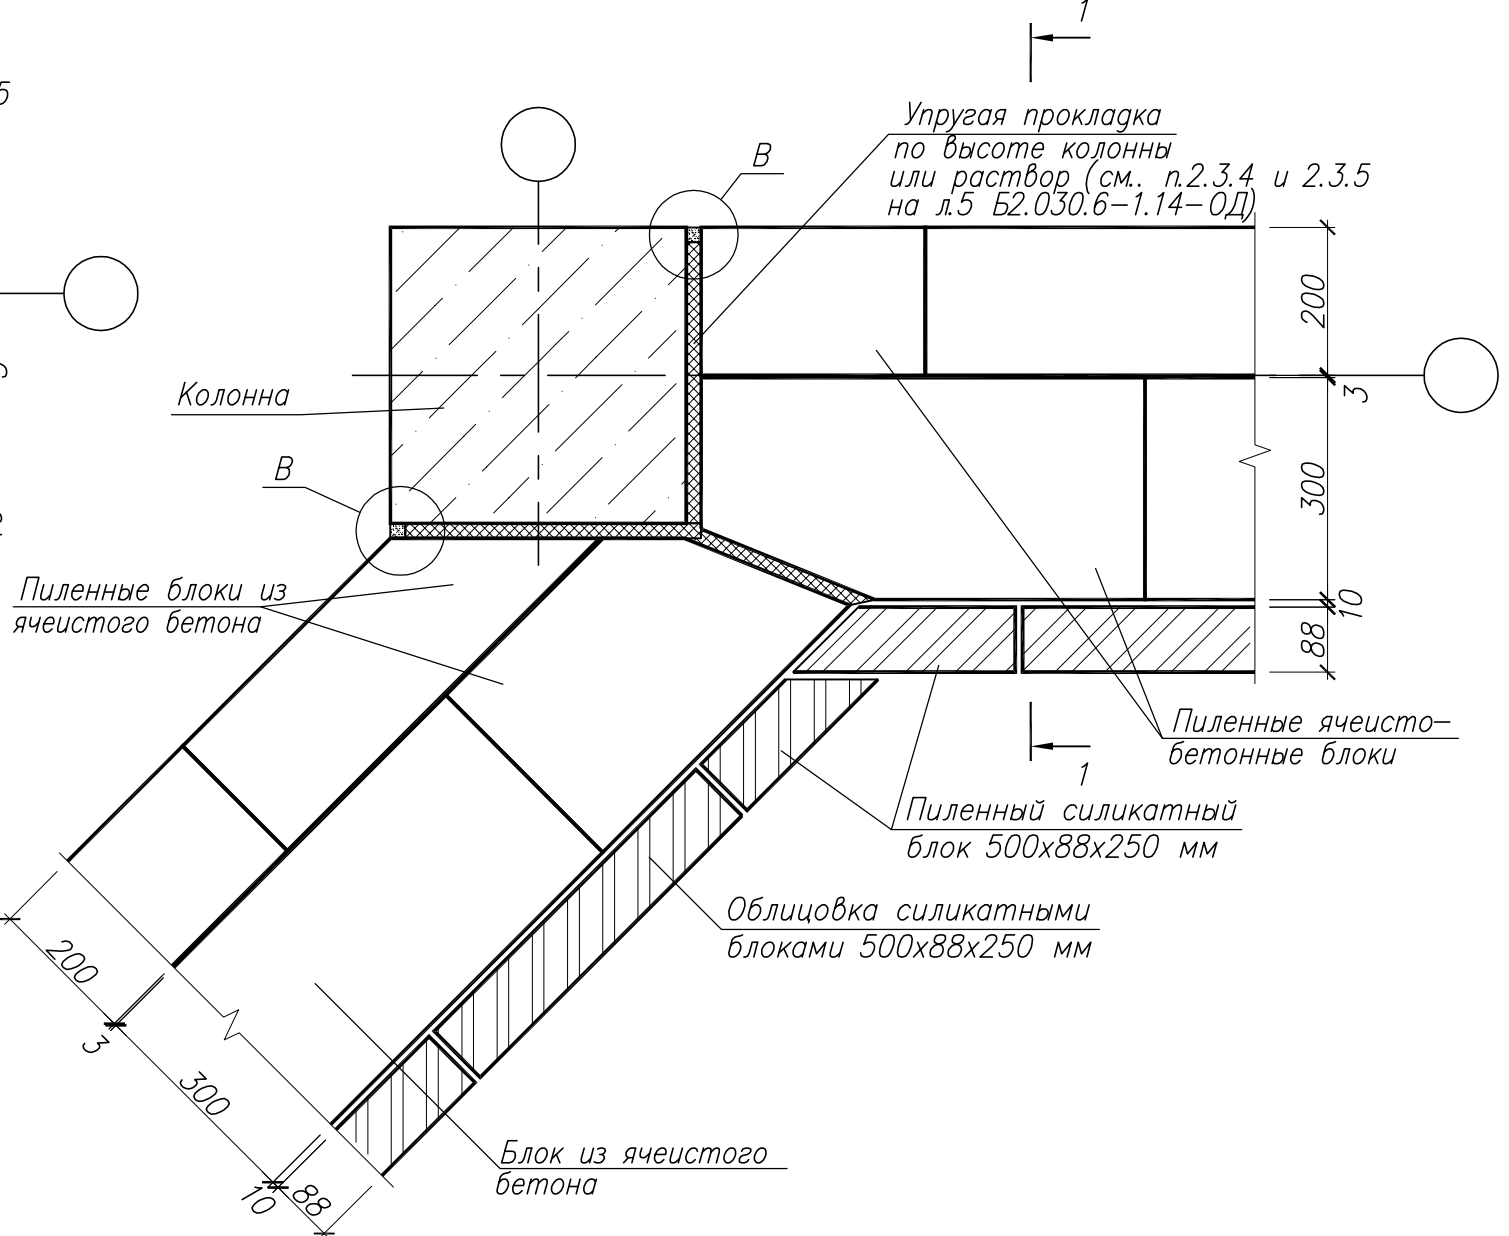 1
5
Упругая прокладка
по высоте колонны
или раствор (см.. п.2.3.4 и 2.3.5
на л.5 Б2.030.6-1.14-ОД)
В
200
3
Колонна
В
300
Пиленные блоки из
ячеистого бетона
10
88
Пиленные ячеисто-
бетонные блоки
1
Пиленный силикатный
блок 500х88х250 мм
Облицовка силикатными
блоками 500х88х250 мм
200
3
300
Блок из ячеистого
бетона
10
88